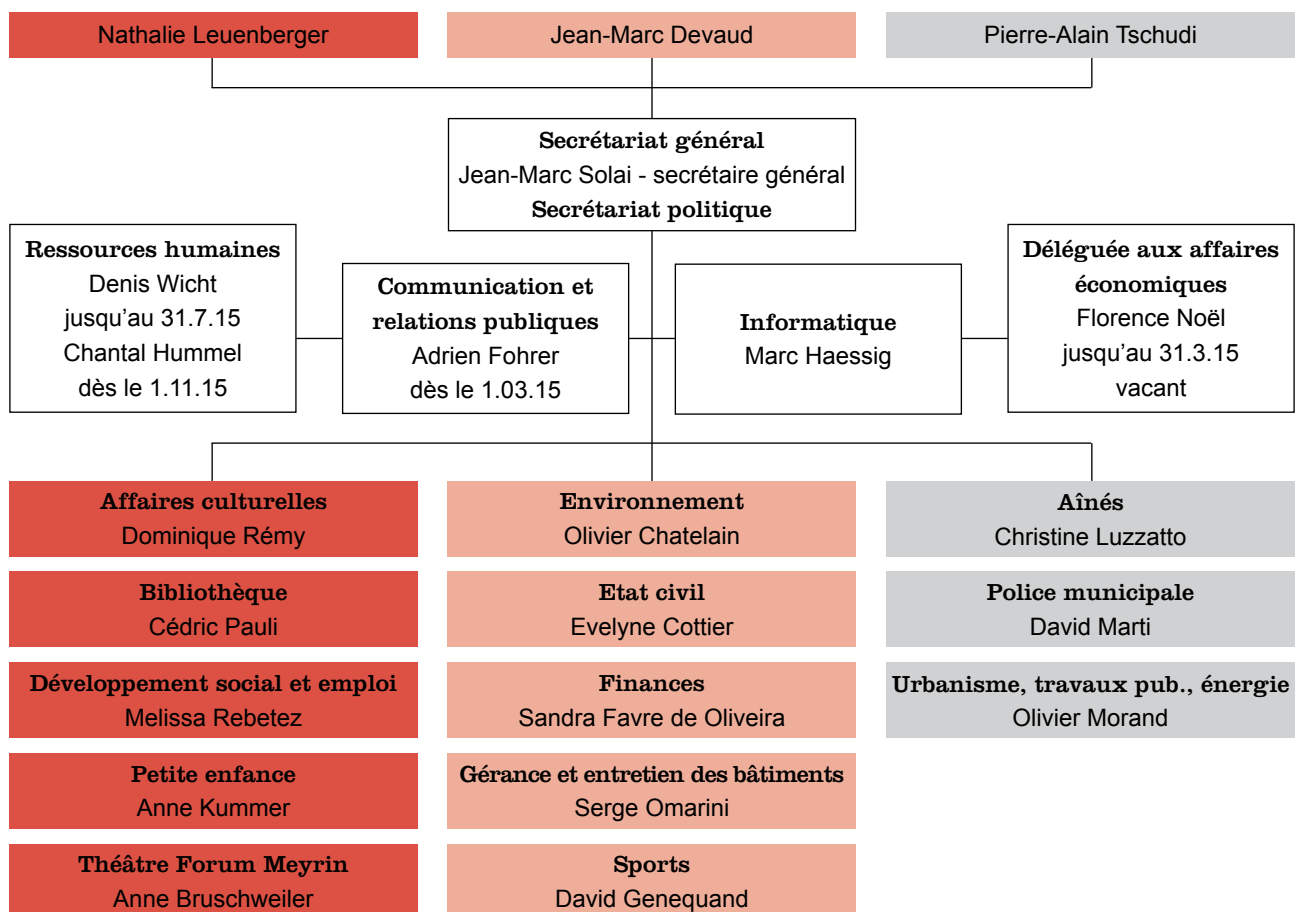 Nathalie Leuenberger
Jean-Marc Devaud
Pierre-Alain Tschudi
Secrétariat général
Jean-Marc Solai - secrétaire général
Secrétariat politique
Ressources humaines
Denis Wicht
jusqu'au 31.7.15
Chantal Hummel
dès le 1.11.15
Communication et
relations publiques
Adrien Fohrer
dès le 1.03.15
Informatique
Marc Haessig
Déléguée aux affaires
économiques
Florence Noël
jusqu'au 31.3.15
vacant
Affaires culturelles
Dominique Rémy
Bibliothèque
Cédric Pauli
Développement social et emploi
Melissa Rebetez
Petite enfance
Anne Kummer
Théâtre Forum Meyrin
Anne Bruschweiler
Environnement
Olivier Chatelain
Etat civil
Evelyne Cottier
Finances
Sandra Favre de Oliveira
Gérance et entretien des bâtiments
Serge Omarini
Sports
David Genequand
Aînés
Christine Luzzatto
Police municipale
David Marti
Urbanisme, travaux pub., énergie
Olivier Morand